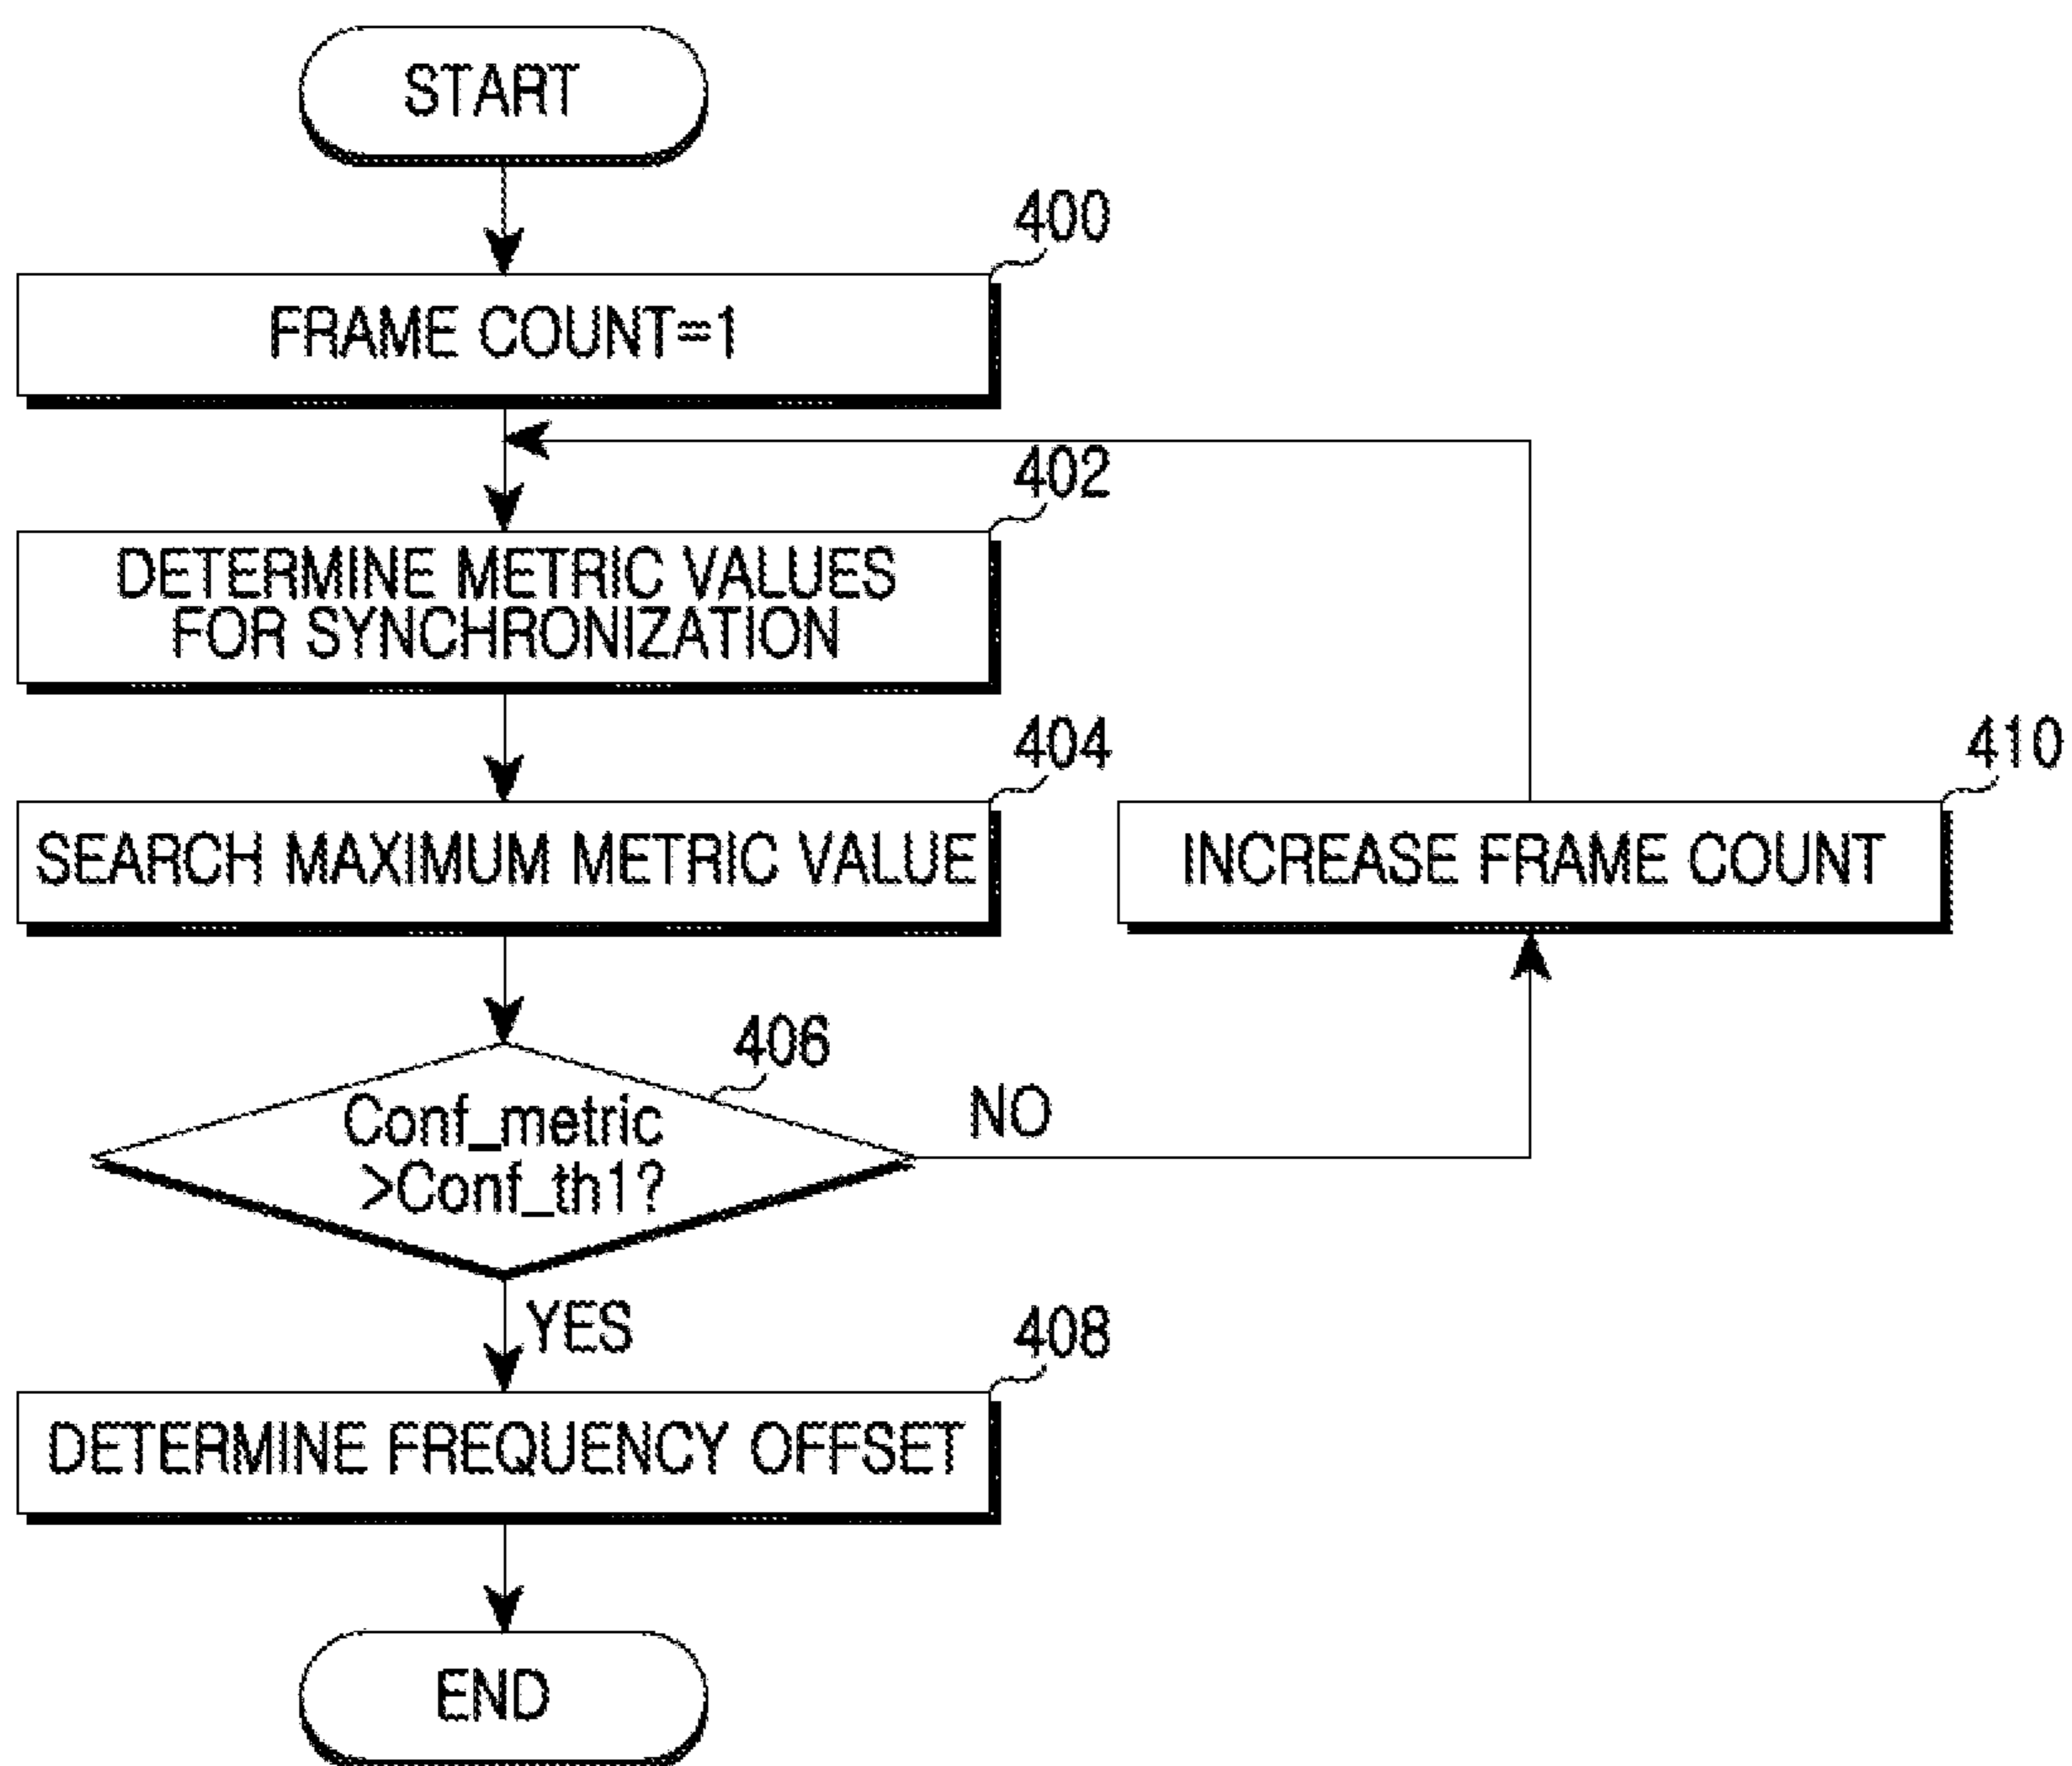 START
400
FRAME COUNT=1
402
DETERMINE METRIC VALUES
FOR SYNCHRONIZATION
404
SEARCH MAXIMUM METRIC VALUE
410
INCREASE FRAME COUNT
406
Conf_metric
>Conf_th1?
NO
YES
408
DETERMINE FREQUENCY OFFSET
END